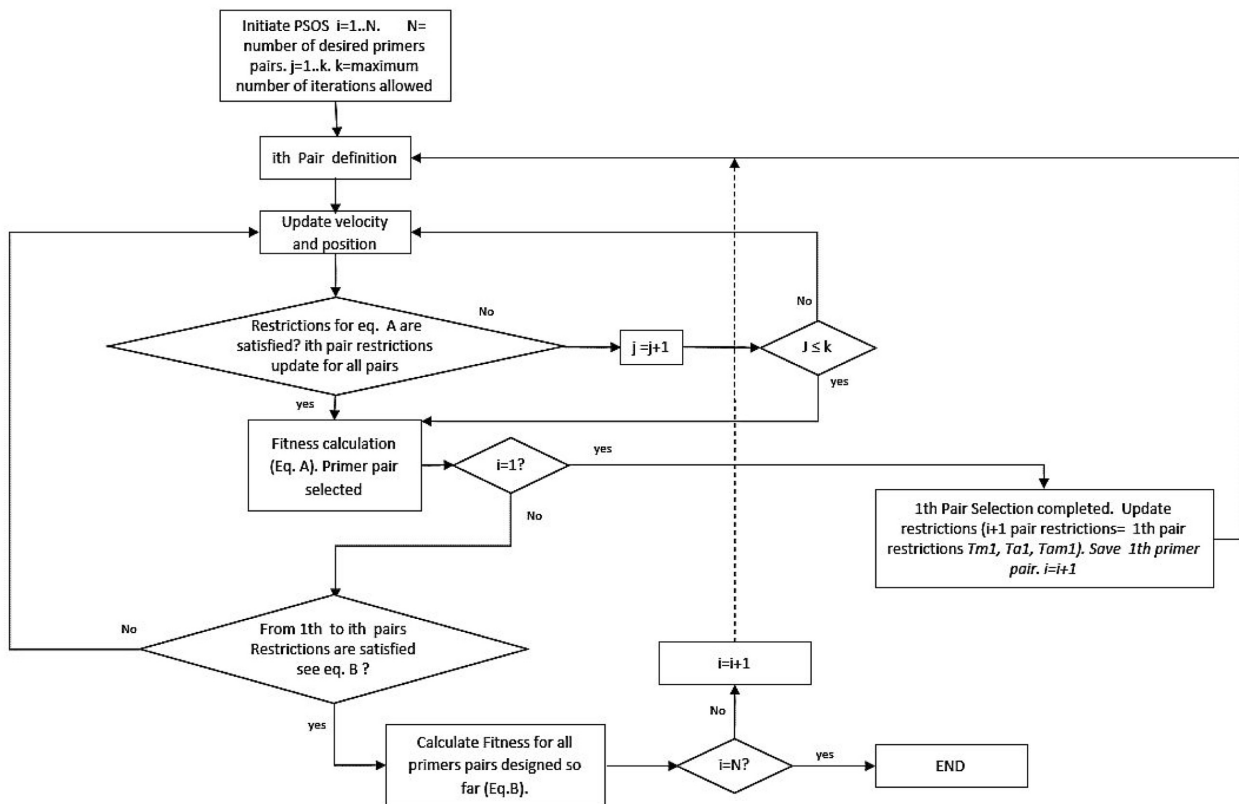 Initiate PSOS i=1..N. N=
number of desired primers
pairs. j=1..k. k=maximum
number of iterations allowed
ith Pair definition
Update velocity
and position
No
No
Restrictions for eq. A are
satisfied? ith pair restrictions
update for all pairs
j =j+1
J ≤ k
yes
yes
Fitness calculation
(Eq. A). Primer pair
selected
i=1?
yes
No
1th Pair Selection completed. Update
restrictions (i+1 pair restrictions= 1th pair
restrictions Tm1, Ta1, Tam1). Save 1th primer
pair. i=i+1
No
From 1th to ith pairs
Restrictions are satisfied
see eq. B ?
i=i+1
yes
No
Calculate Fitness for all
primers pairs designed so
far (Eq.B).
i=N?
yes
END